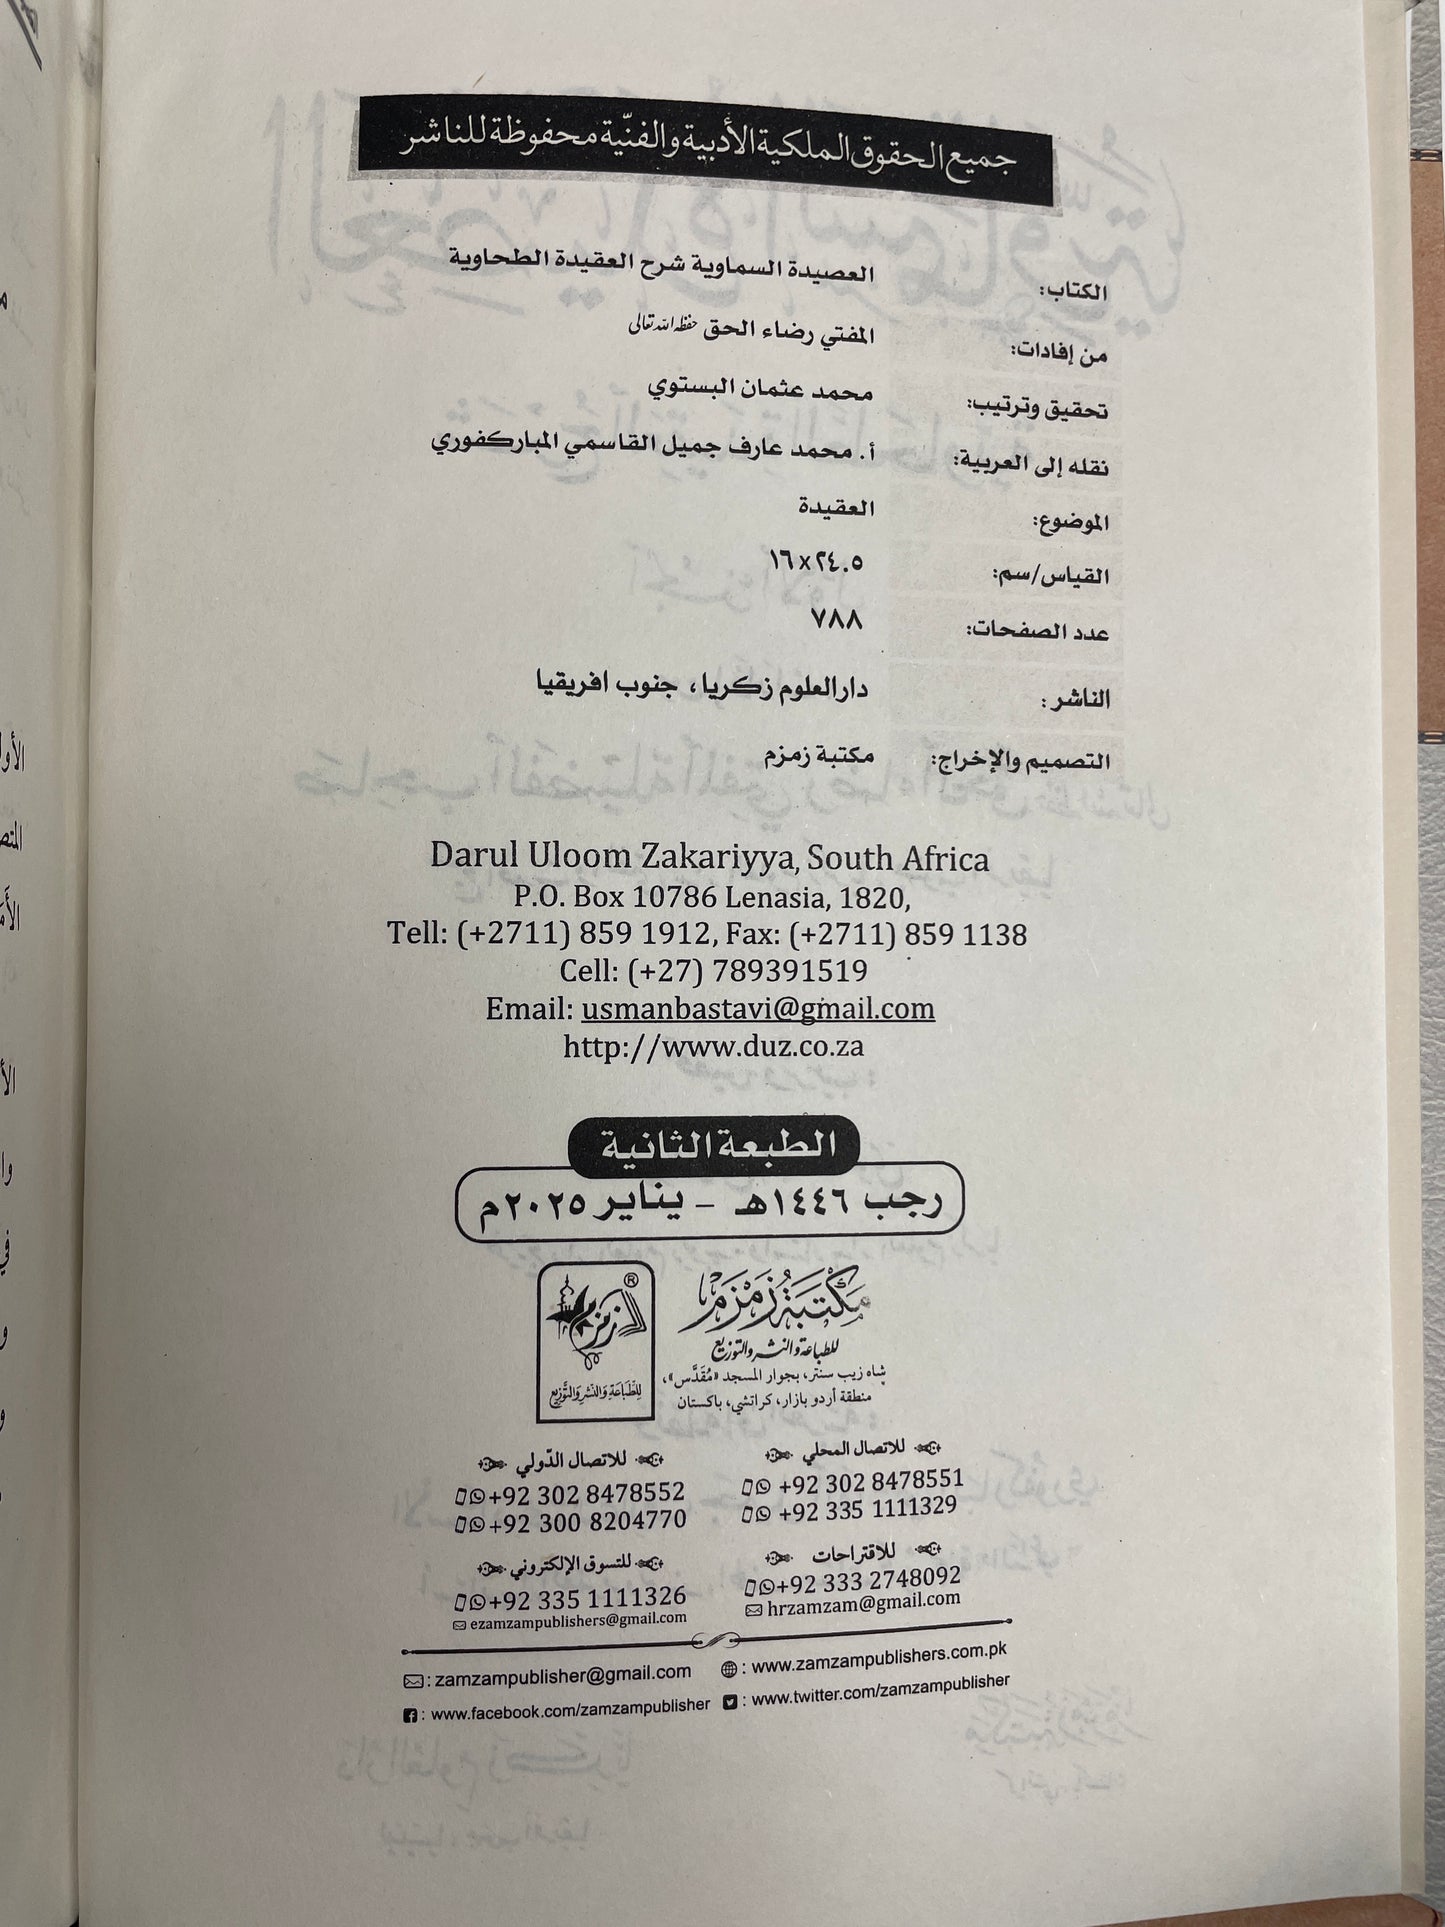 جميع الحقوق الملكية الأدبية والفنّية محفوظة للناشر
الكتاب: العصيدة السماوية شرح العقيدة الطحاوية
من إفادات: المفتي رضاء الحق حفظه الله تعالى
تحقيق وترتيب: محمد عثمان البستوي
نقله إلى العربية: أ. محمد عارف جميل القاسمي المباركفوري
الموضوع: العقيدة
القياس/سم: ١٦x٢٤.٥
عدد الصفحات: ٧٨٨
الناشر: دارالعلوم زكريا، جنوب افريقيا
التصميم والإخراج: مكتبة زمزم
Darul Uloom Zakariyya, South Africa
P.O. Box 10786 Lenasia, 1820,
Tell: (+2711) 859 1912, Fax: (+2711) 859 1138
Cell: (+27) 789391519
Email: usmanbastavi@gmail.com
http://www.duz.co.za
الطبعة الثانية
رجب ١٤٤٦هـ - يناير ٢٠٢٥م
مكتبة زمزم
للطباعة والنشر والتوزيع
شاه زيب سنتر، بجوار المسجد «مُقَدَّس»،
منطقة أردو بازار، كراتشي، باكستان
زمزم ®
للطباعة والنشر والتوزيع
للاتصال المحلي
+92 302 8478551
+92 335 1111329
للاتصال الدّولي
+92 302 8478552
+92 300 8204770
للاقتراحات
+92 333 2748092
hrzamzam@gmail.com
للتسوق الإلكتروني
+92 335 1111326
ezamzampublishers@gmail.com
: zamzampublisher@gmail.com : www.zamzampublishers.com.pk
: www.facebook.com/zamzampublisher : www.twitter.com/zamzampublisher